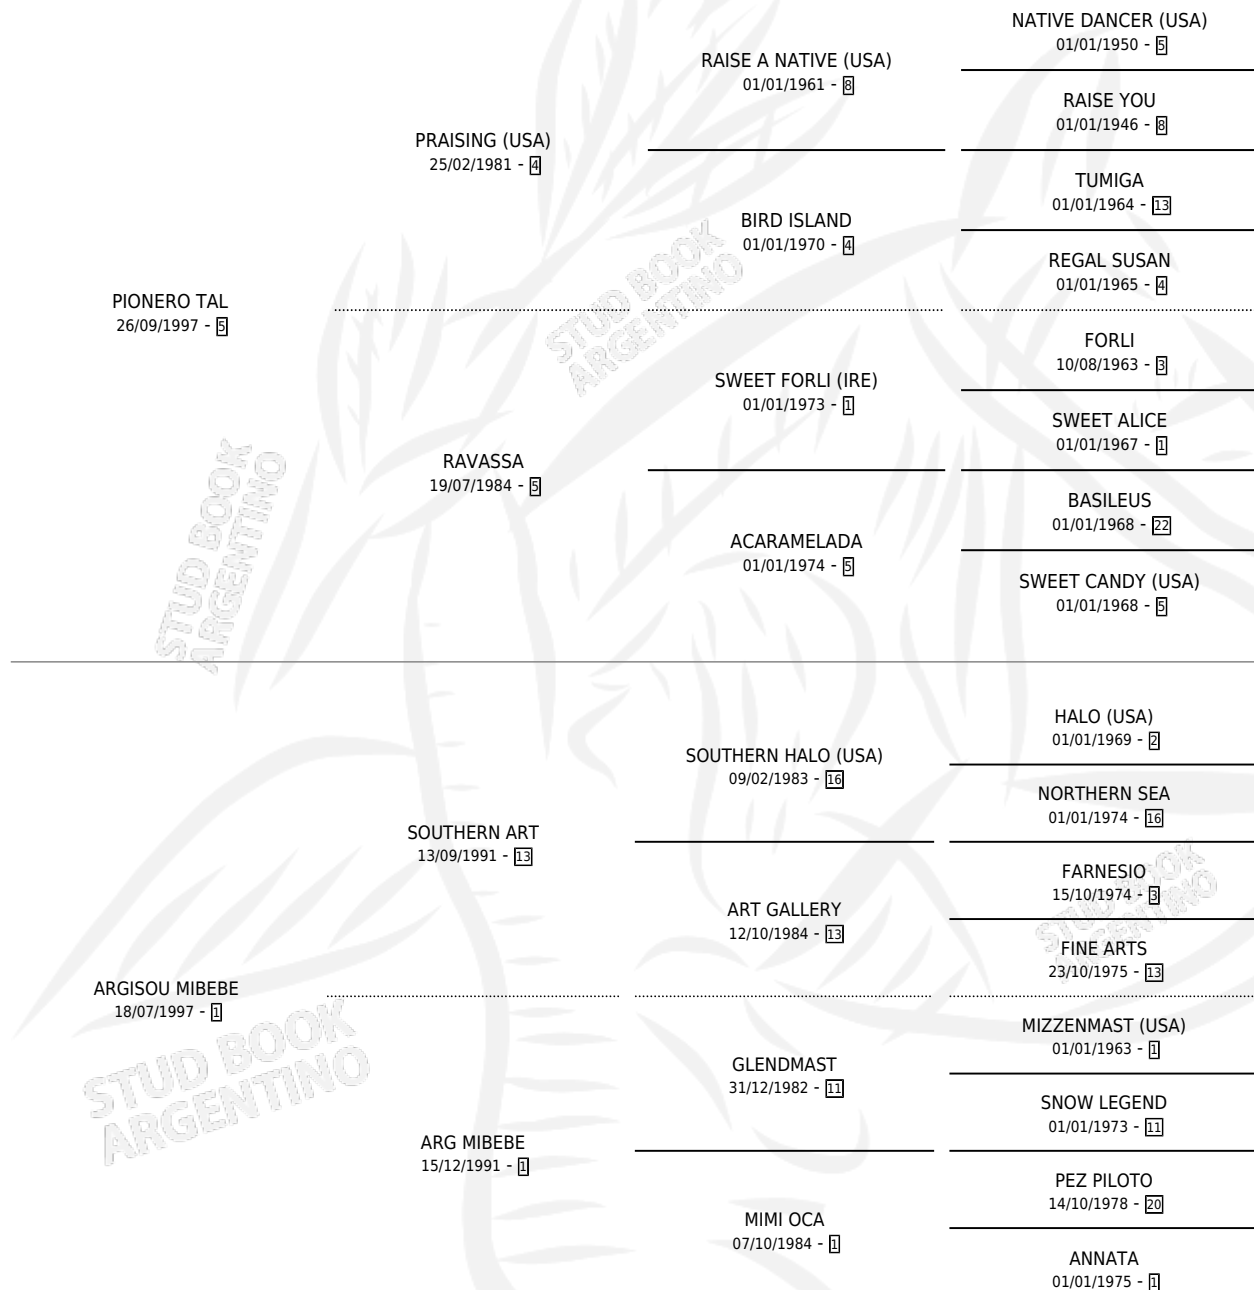 NATIVE DANCER (USA)
01/01/1950 - 5
RAISE A NATIVE (USA)
01/01/1961 - 8
RAISE YOU
01/01/1946 - 8
PRAISING (USA)
25/02/1981 - 4
TUMIGA
01/01/1964 - 13
BIRD ISLAND
01/01/1970 - 4
REGAL SUSAN
01/01/1965 - 4
PIONERO TAL
26/09/1997 - 5
FORLI
10/08/1963 - 3
SWEET FORLI (IRE)
01/01/1973 - 1
SWEET ALICE
01/01/1967 - 1
RAVASSA
19/07/1984 - 5
BASILEUS
01/01/1968 - 22
ACARAMELADA
01/01/1974 - 5
SWEET CANDY (USA)
01/01/1968 - 5
STUD BOOK
ARGENTINO
STUD BOOK
ARGENTINO
HALO (USA)
01/01/1969 - 2
SOUTHERN HALO (USA)
09/02/1983 - 16
NORTHERN SEA
01/01/1974 - 16
SOUTHERN ART
13/09/1991 - 13
FARNESIO
15/10/1974 - 3
ART GALLERY
12/10/1984 - 13
FINE ARTS
23/10/1975 - 13
ARGISOU MIBEBE
18/07/1997 - 1
MIZZENMAST (USA)
01/01/1963 - 1
GLENDMAST
31/12/1982 - 11
SNOW LEGEND
01/01/1973 - 11
ARG MIBEBE
15/12/1991 - 1
PEZ PILOTO
14/10/1978 - 20
MIMI OCA
07/10/1984 - 1
ANNATA
01/01/1975 - 1
STUD BOOK
ARGENTINO
STUD BOOK
ARGENTINO